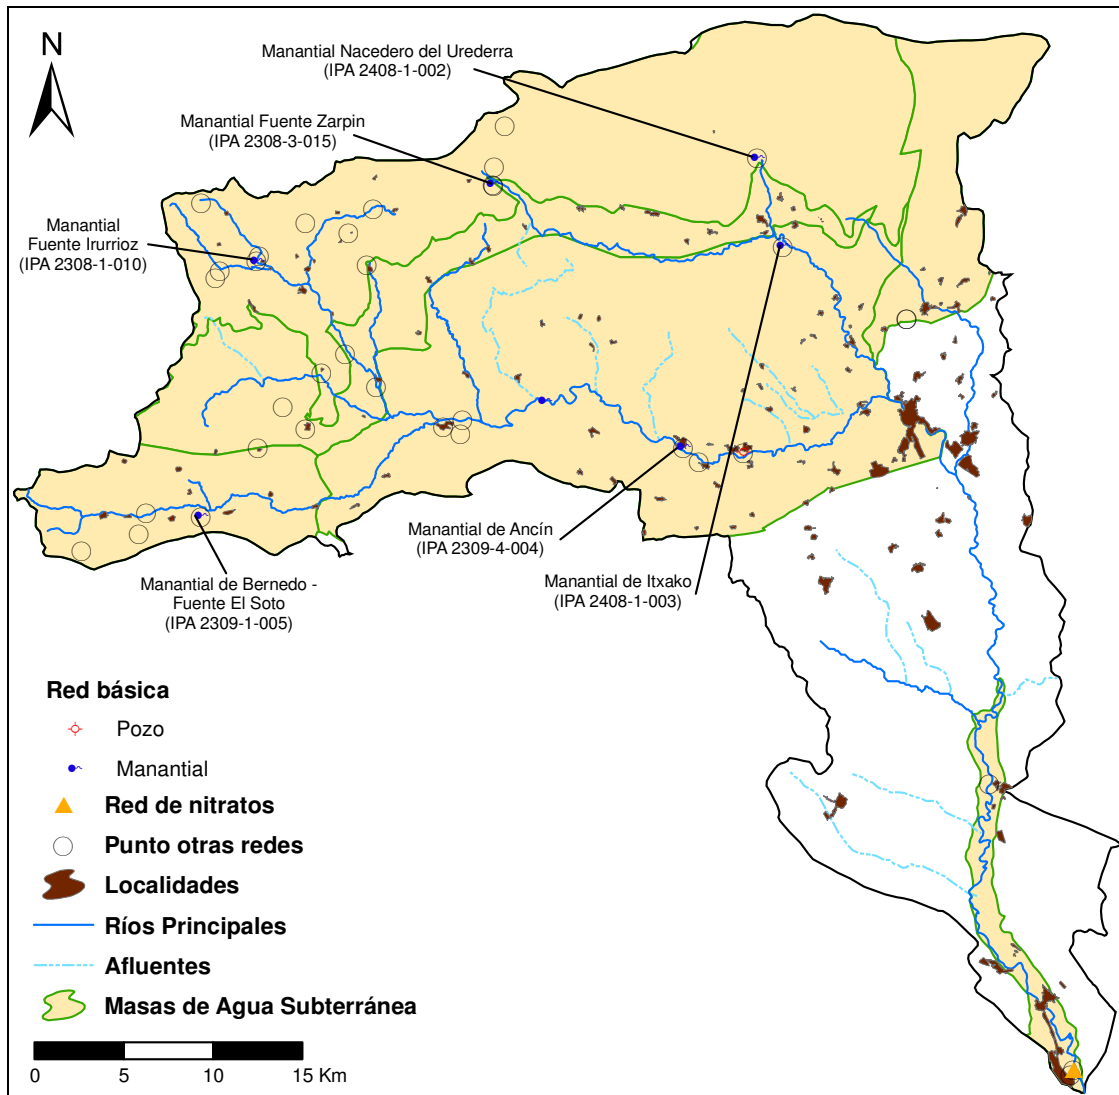 N
Manantial Nacedero del Urederra
(IPA 2408-1-002)
Manantial Fuente Zarpin
(IPA 2308-3-015)
Manantial
Fuente Irurrioz
(IPA 2308-1-010)
Manantial de Ancín
(IPA 2309-4-004)
Manantial de Itxako
(IPA 2408-1-003)
Manantial de Bernedo -
Fuente El Soto
(IPA 2309-1-005)
Red básica
Pozo
Manantial
Red de nitratos
Punto otras redes
Localidades
Ríos Principales
Afluentes
Masas de Agua Subterránea
0 5 10 15 Km